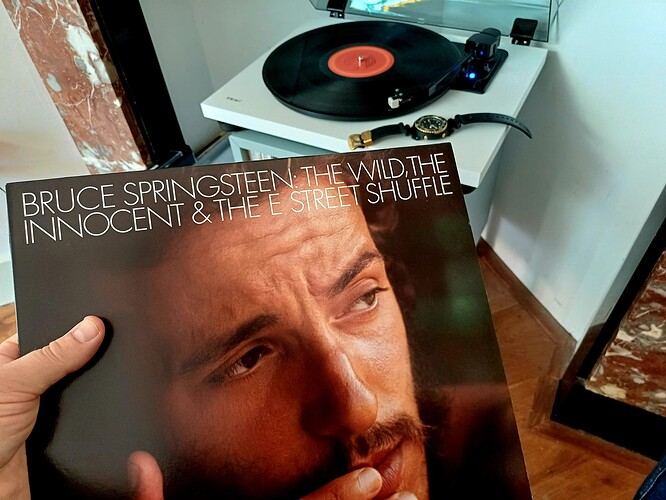 BRUCE SPRINGSTEEN: THE WILD, THE
INNOCENT & THE E STREET SHUFFLE